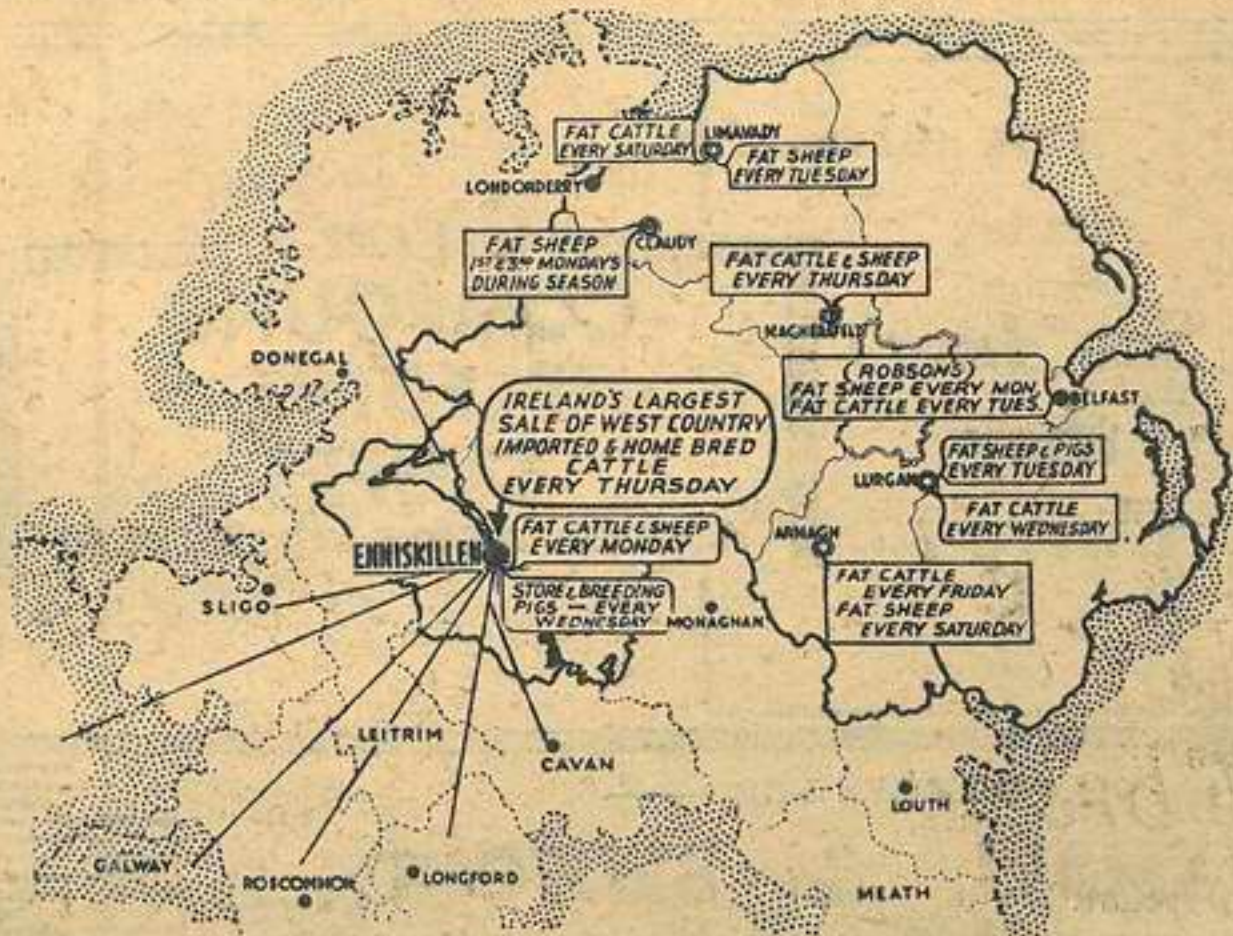 FAT CATTLE
EVERY SATURDAY
LIMAVADY
FAT SHEEP
EVERY TUESDAY
LONDONDERRY
CLAUDY
FAT SHEEP
1ST & 3RD MONDAYS
DURING SEASON
FAT CATTLE & SHEEP
EVERY THURSDAY
MAGHERAFELT
DONEGAL
(ROBSON'S)
FAT SHEEP EVERY MON.
FAT CATTLE EVERY TUES.
BELFAST
IRELAND'S LARGEST
SALE OF WEST COUNTRY
IMPORTED & HOME BRED
CATTLE
EVERY THURSDAY
LURGAN
FAT SHEEP & PIGS
EVERY TUESDAY
FAT CATTLE
EVERY WEDNESDAY
ENNISKILLEN
FAT CATTLE & SHEEP
EVERY MONDAY
ARMAGH
FAT CATTLE
EVERY FRIDAY
FAT SHEEP
EVERY SATURDAY
SLIGO
STORE & BREEDING
PIGS — EVERY
WEDNESDAY
MONAGHAN
LEITRIM
CAVAN
LOUTH
GALWAY
ROSCOMMON
LONGFORD
MEATH